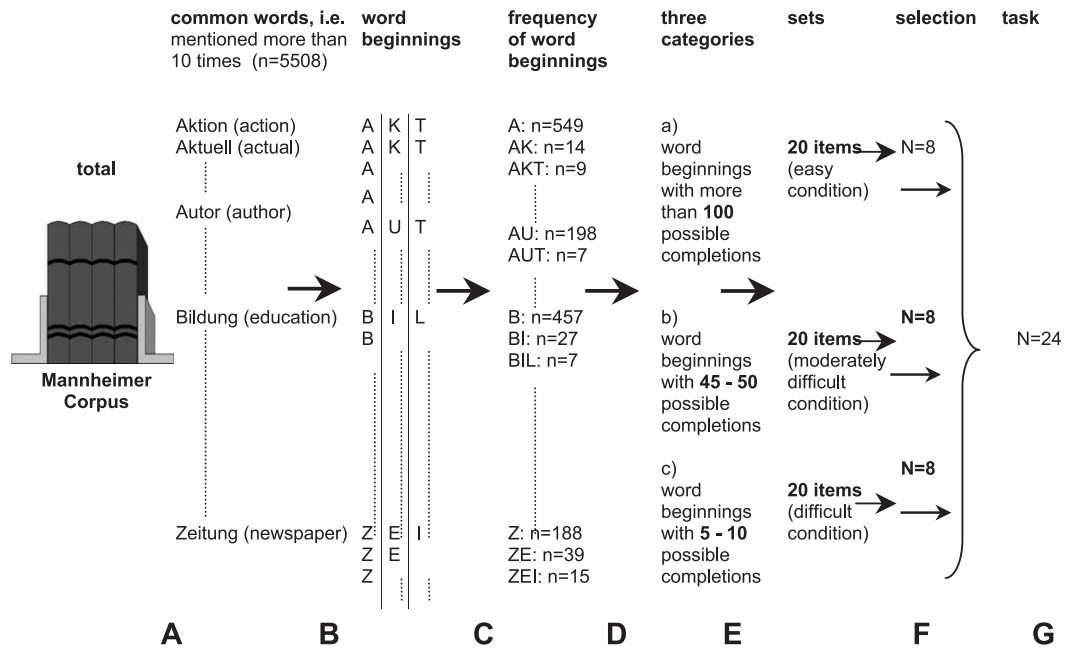 common words, i.e.
mentioned more than
10 times (n=5508)
word
beginnings
frequency
of word
beginnings
three
categories
sets
selection
task
total
Mannheimer
Corpus
Aktion (action)
Aktuell (actual)
Autor (author)
Bildung (education)
Zeitung (newspaper)
A K T
A K T
A
A
A U T
B I L
B
Z E I
Z E
Z
A: n=549
AK: n=14
AKT: n=9
AU: n=198
AUT: n=7
B: n=457
BI: n=27
BIL: n=7
Z: n=188
ZE: n=39
ZEI: n=15
a)
word
beginnings
with more
than 100
possible
completions
b)
word
beginnings
with 45 - 50
possible
completions
c)
word
beginnings
with 5 - 10
possible
completions
20 items
(easy
condition)
20 items
(moderately
difficult
condition)
20 items
(difficult
condition)
N=8
N=8
N=8
N=24
A B C D E F G